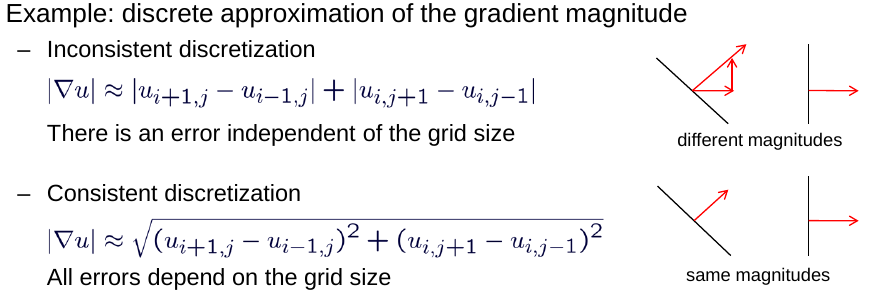 Example: discrete approximation of the gradient magnitude
– Inconsistent discretization
|∇u| ≈ |u_{i+1,j} − u_{i−1,j}| + |u_{i,j+1} − u_{i,j−1}|
There is an error independent of the grid size
different magnitudes
– Consistent discretization
|∇u| ≈ √((u_{i+1,j} − u_{i−1,j})² + (u_{i,j+1} − u_{i,j−1})²)
All errors depend on the grid size
same magnitudes